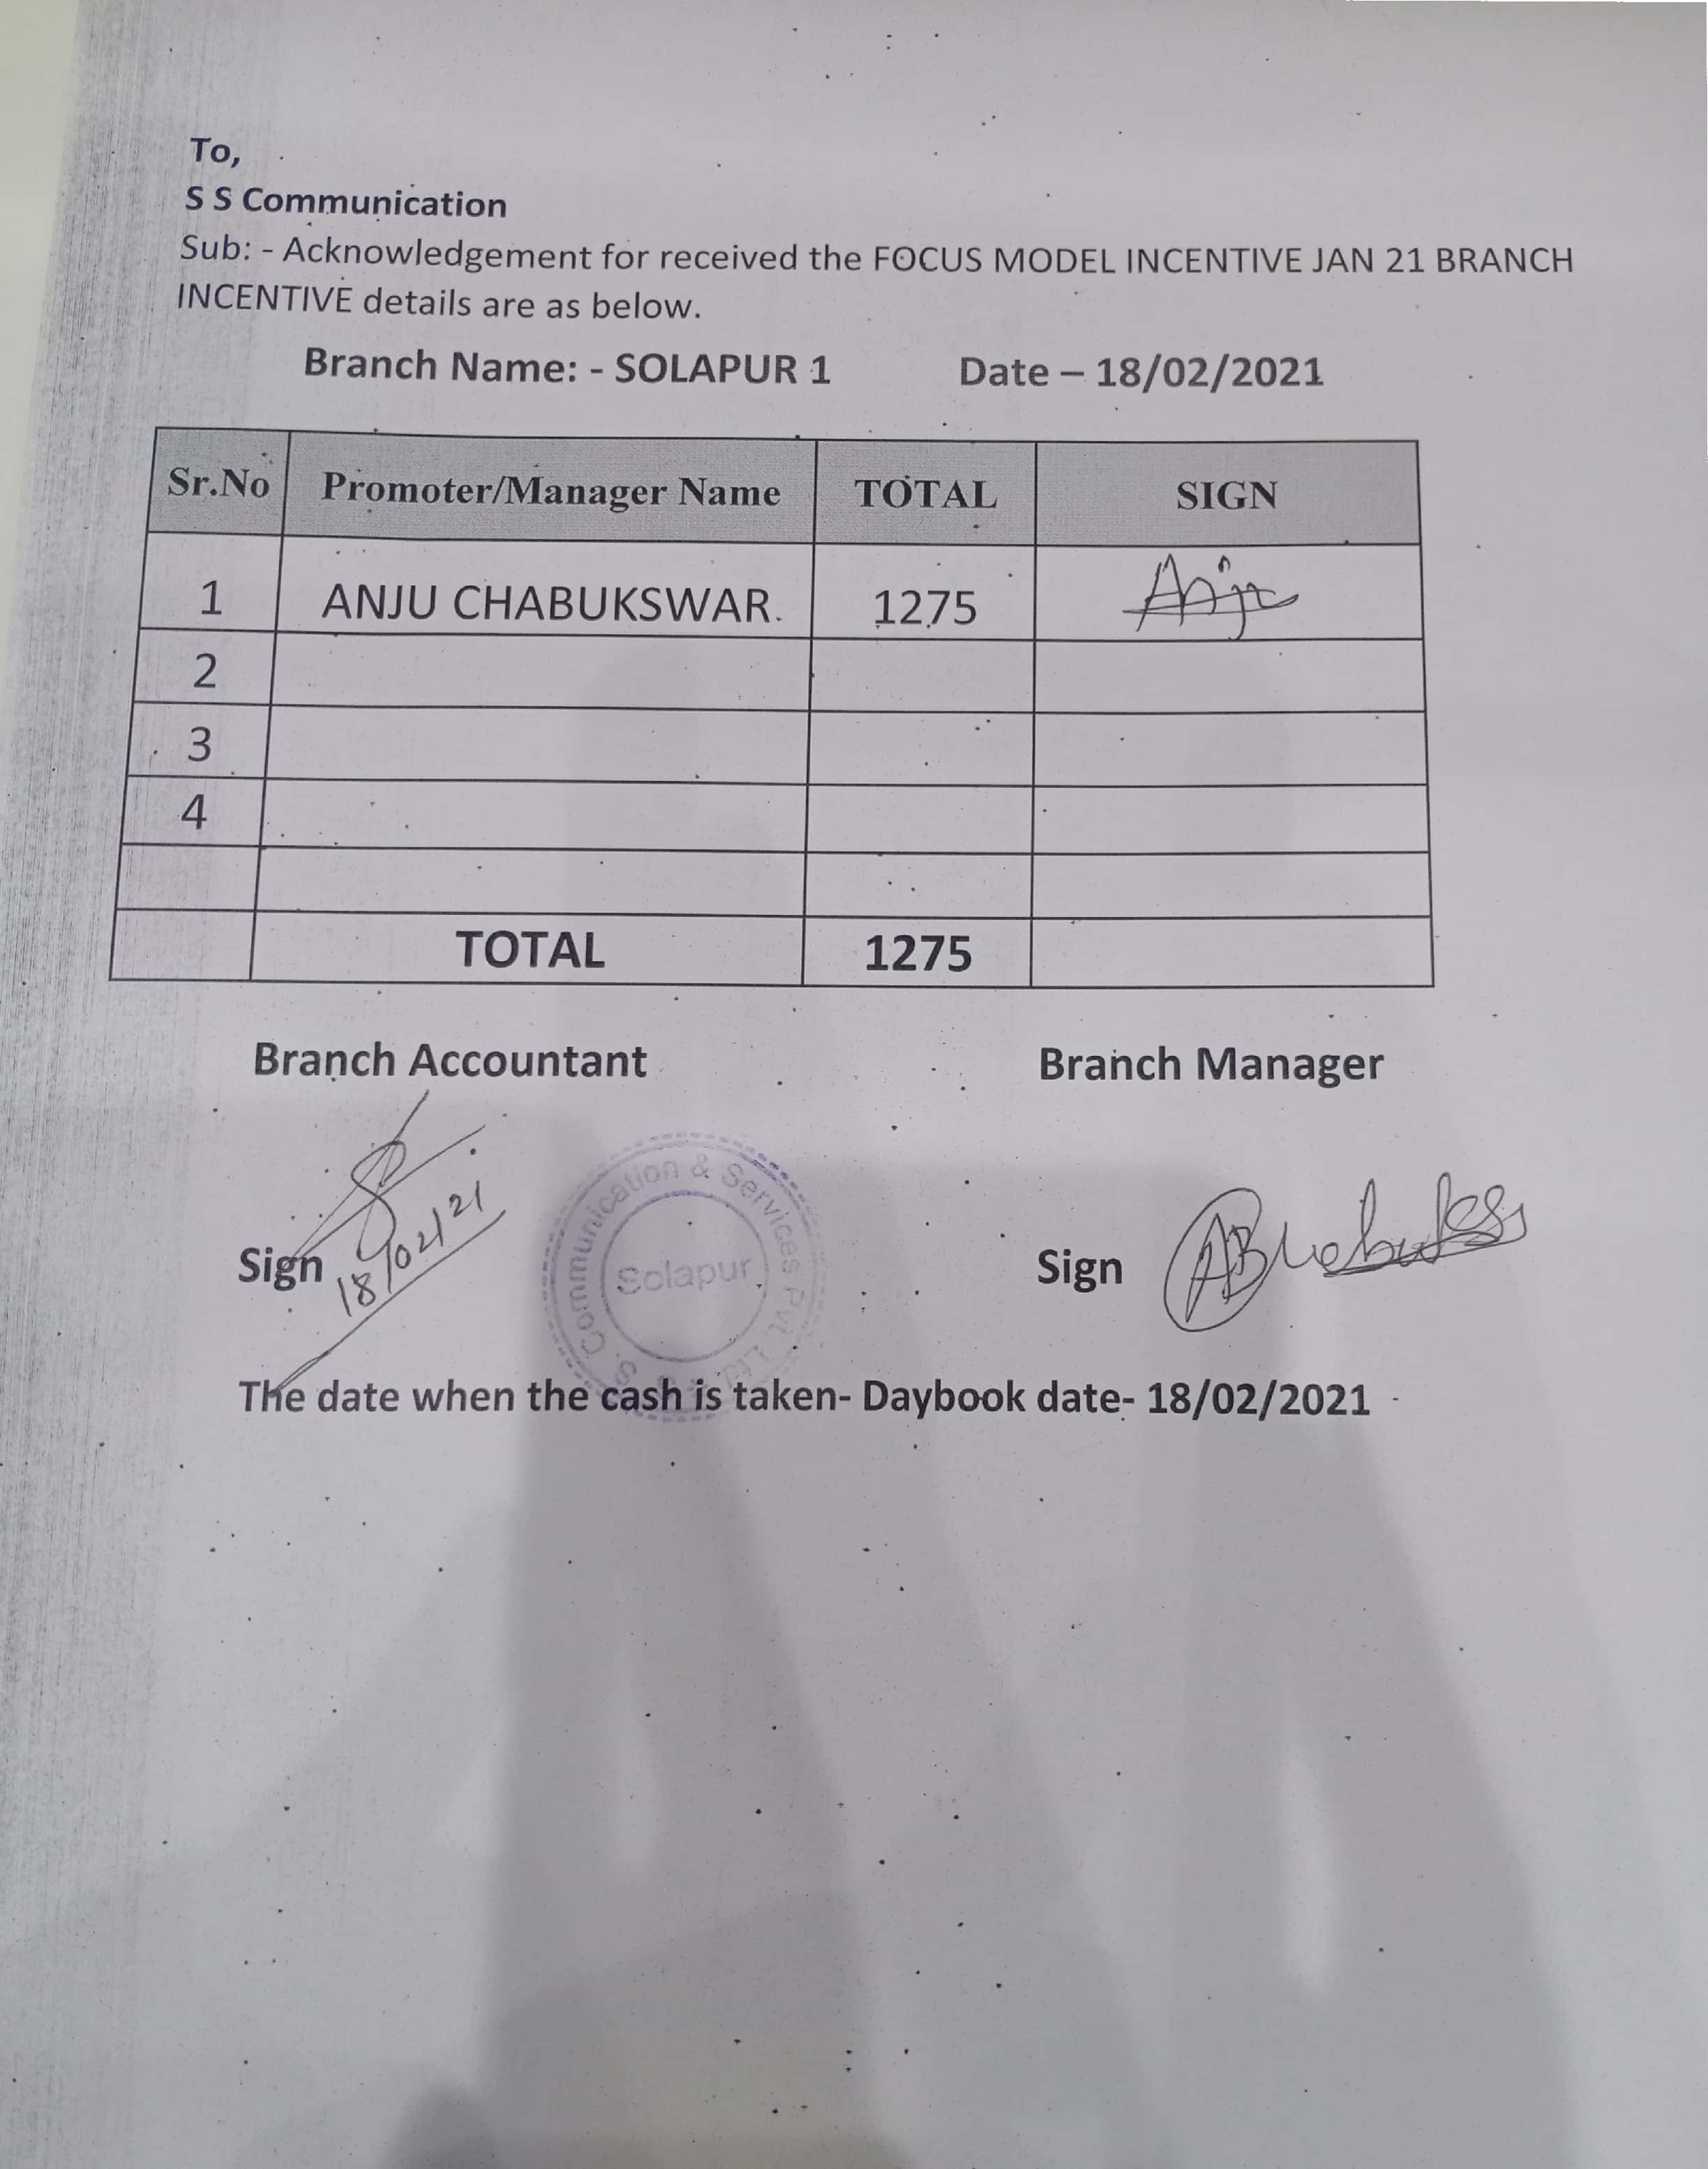 To,
S S Communication
Sub: - Acknowledgement for received the FOCUS MODEL INCENTIVE JAN 21 BRANCH
INCENTIVE details are as below.
Branch Name: - SOLAPUR 1 Date – 18/02/2021
Sr.No Promoter/Manager Name TOTAL SIGN
1 ANJU CHABUKSWAR. 1275 Anju
2
3
4
TOTAL 1275
Branch Accountant Branch Manager
Sign 18/02/21 Sign
S. Communication & Services Pvt. Ltd.
Solapur
The date when the cash is taken- Daybook date- 18/02/2021